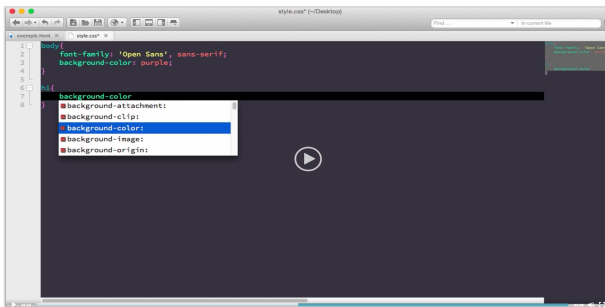 style.css* (~/Desktop)
Find ...
In current file
exemple.html
style.css*
1 body{
2 font-family: 'Open Sans', sans-serif;
3 background-color: purple;
4 }
5
6 h1{
7 background-color
8 }
background-attachment:
background-clip:
background-color:
background-image:
background-origin: